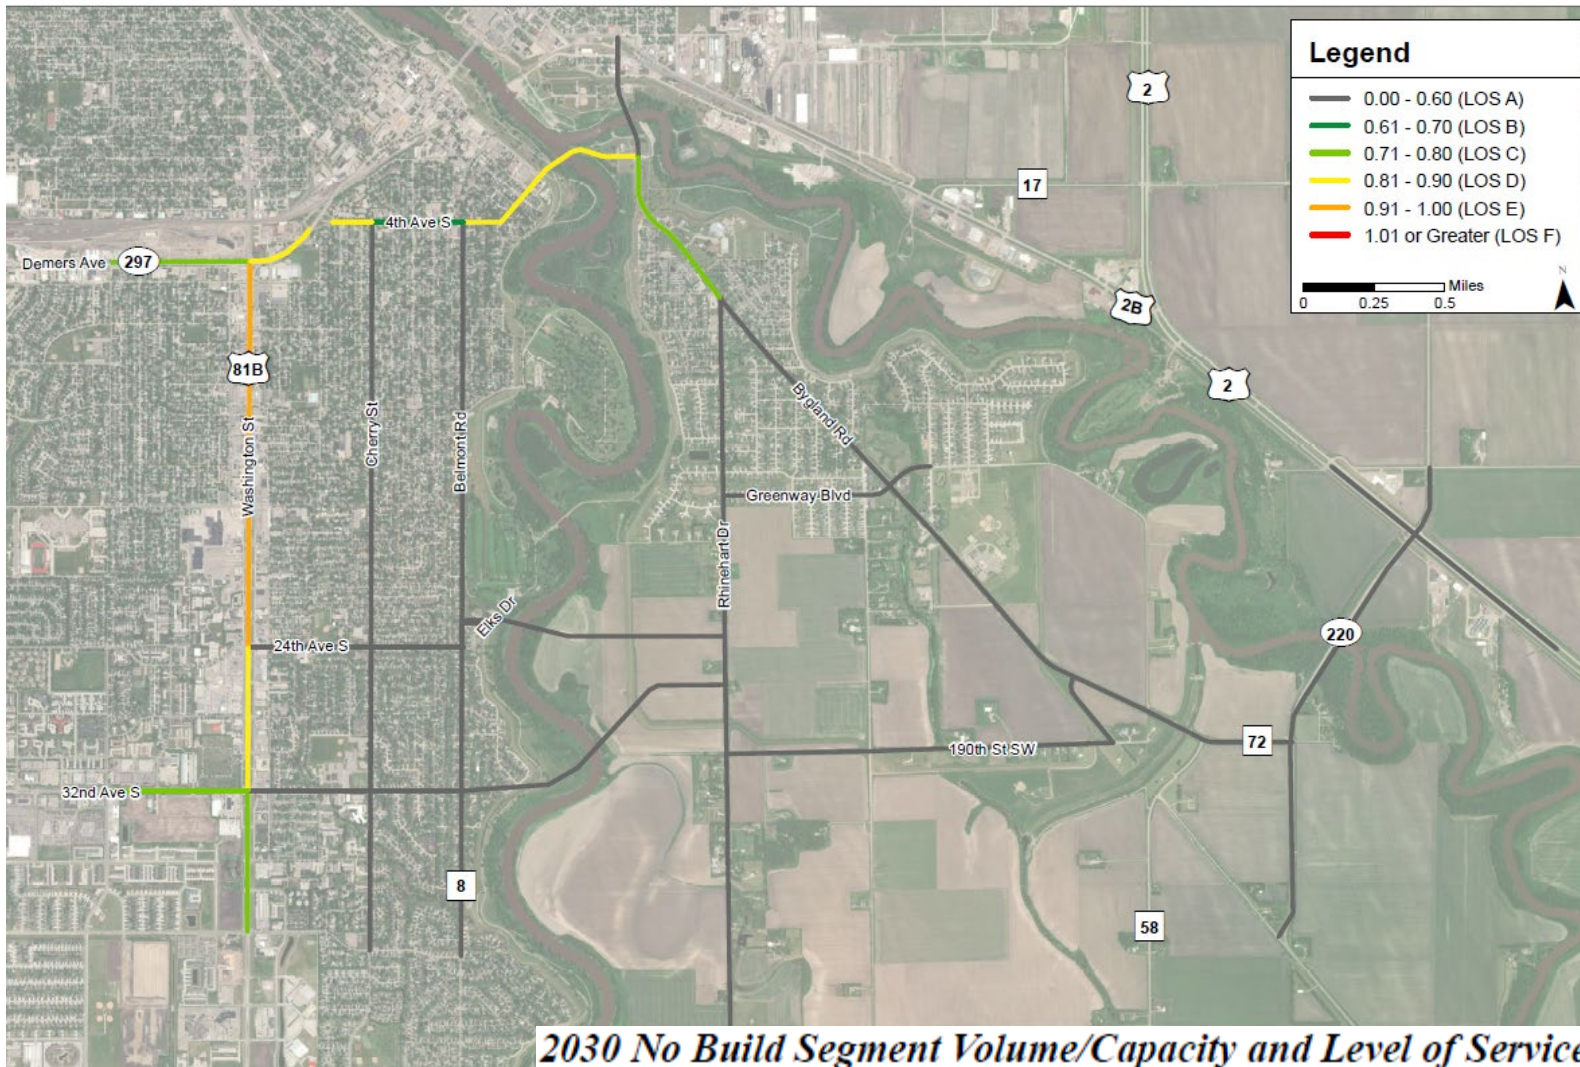 Legend
0.00 - 0.60 (LOS A)
0.61 - 0.70 (LOS B)
0.71 - 0.80 (LOS C)
0.81 - 0.90 (LOS D)
0.91 - 1.00 (LOS E)
1.01 or Greater (LOS F)
N
Miles
0 0.25 0.5
2
17
4th Ave S
Demers Ave
297
2B
81B
2
Bygland Rd
Washington St
Cherry St
Belmont Rd
Greenway Blvd
Rhinehart Dr
Elks Dr
220
24th Ave S
190th St SW
72
32nd Ave S
8
58
2030 No Build Segment Volume/Capacity and Level of Service